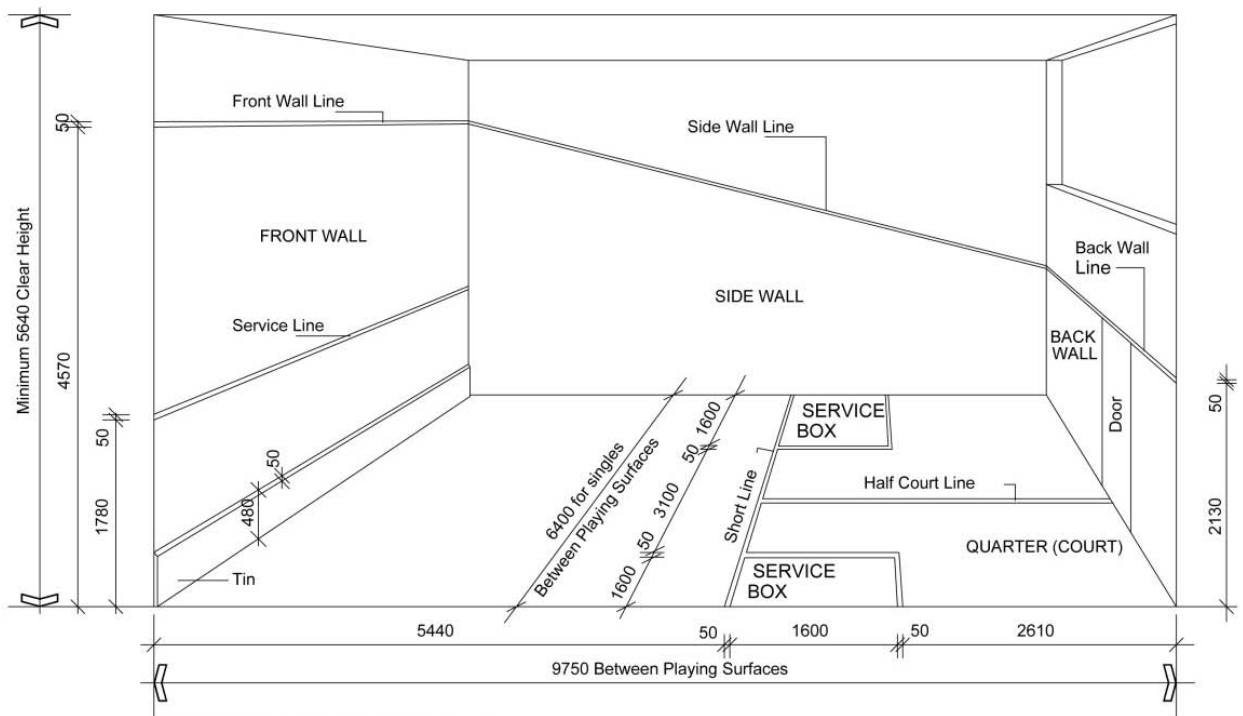 Front Wall Line
50
Side Wall Line
Minimum 5640 Clear Height
FRONT WALL
Back Wall
Line
SIDE WALL
Service Line
BACK
WALL
4570
50
50
1600
SERVICE
BOX
Door
50
50
6400 for singles
Between Playing Surfaces
3100
Short Line
Half Court Line
480
1780
2130
50
QUARTER (COURT)
1600
SERVICE
BOX
Tin
5440
50
1600
50
2610
9750 Between Playing Surfaces